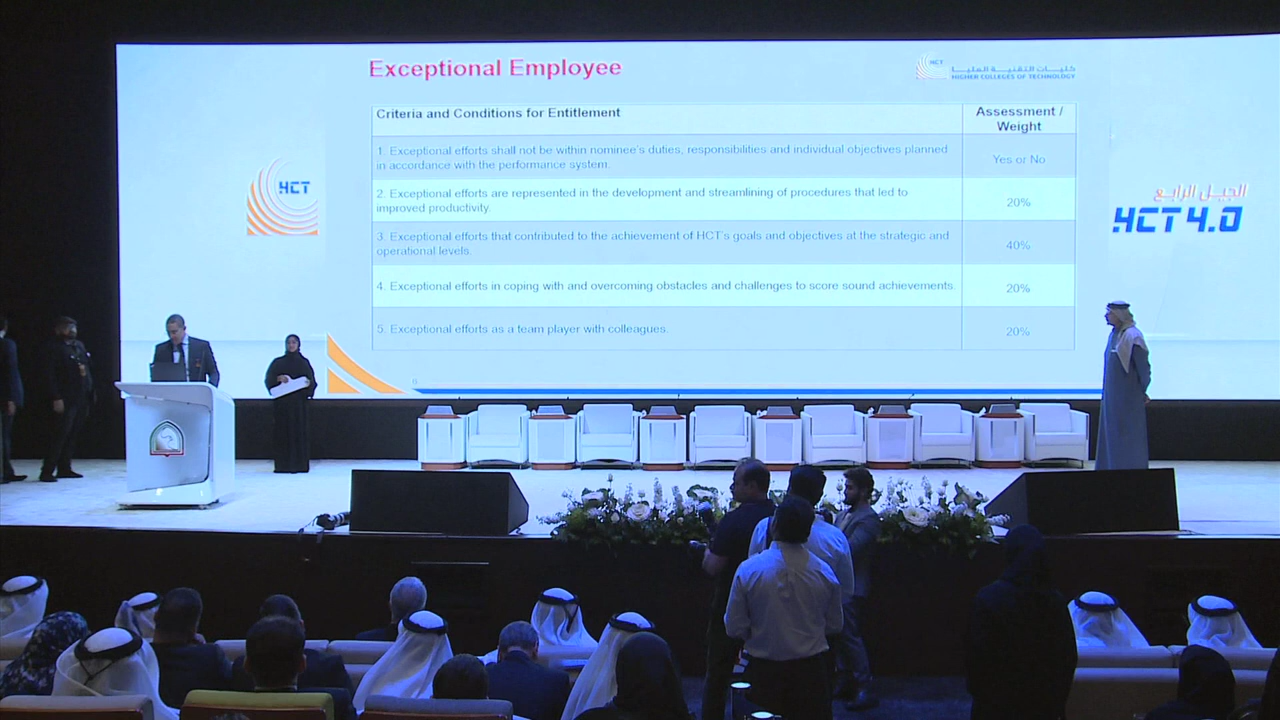 Exceptional Employee
HCT
كليات التقنية العليا
HIGHER COLLEGES OF TECHNOLOGY
Criteria and Conditions for Entitlement
Assessment /
Weight
1. Exceptional efforts shall not be within nominee's duties, responsibilities and individual objectives planned
in accordance with the performance system.
Yes or No
2. Exceptional efforts are represented in the development and streamlining of procedures that led to
improved productivity.
20%
3. Exceptional efforts that contributed to the achievement of HCT's goals and objectives at the strategic and
operational levels.
40%
4. Exceptional efforts in coping with and overcoming obstacles and challenges to score sound achievements.
20%
5. Exceptional efforts as a team player with colleagues.
20%
6
HCT
الجيل الرابع
HCT 4.0